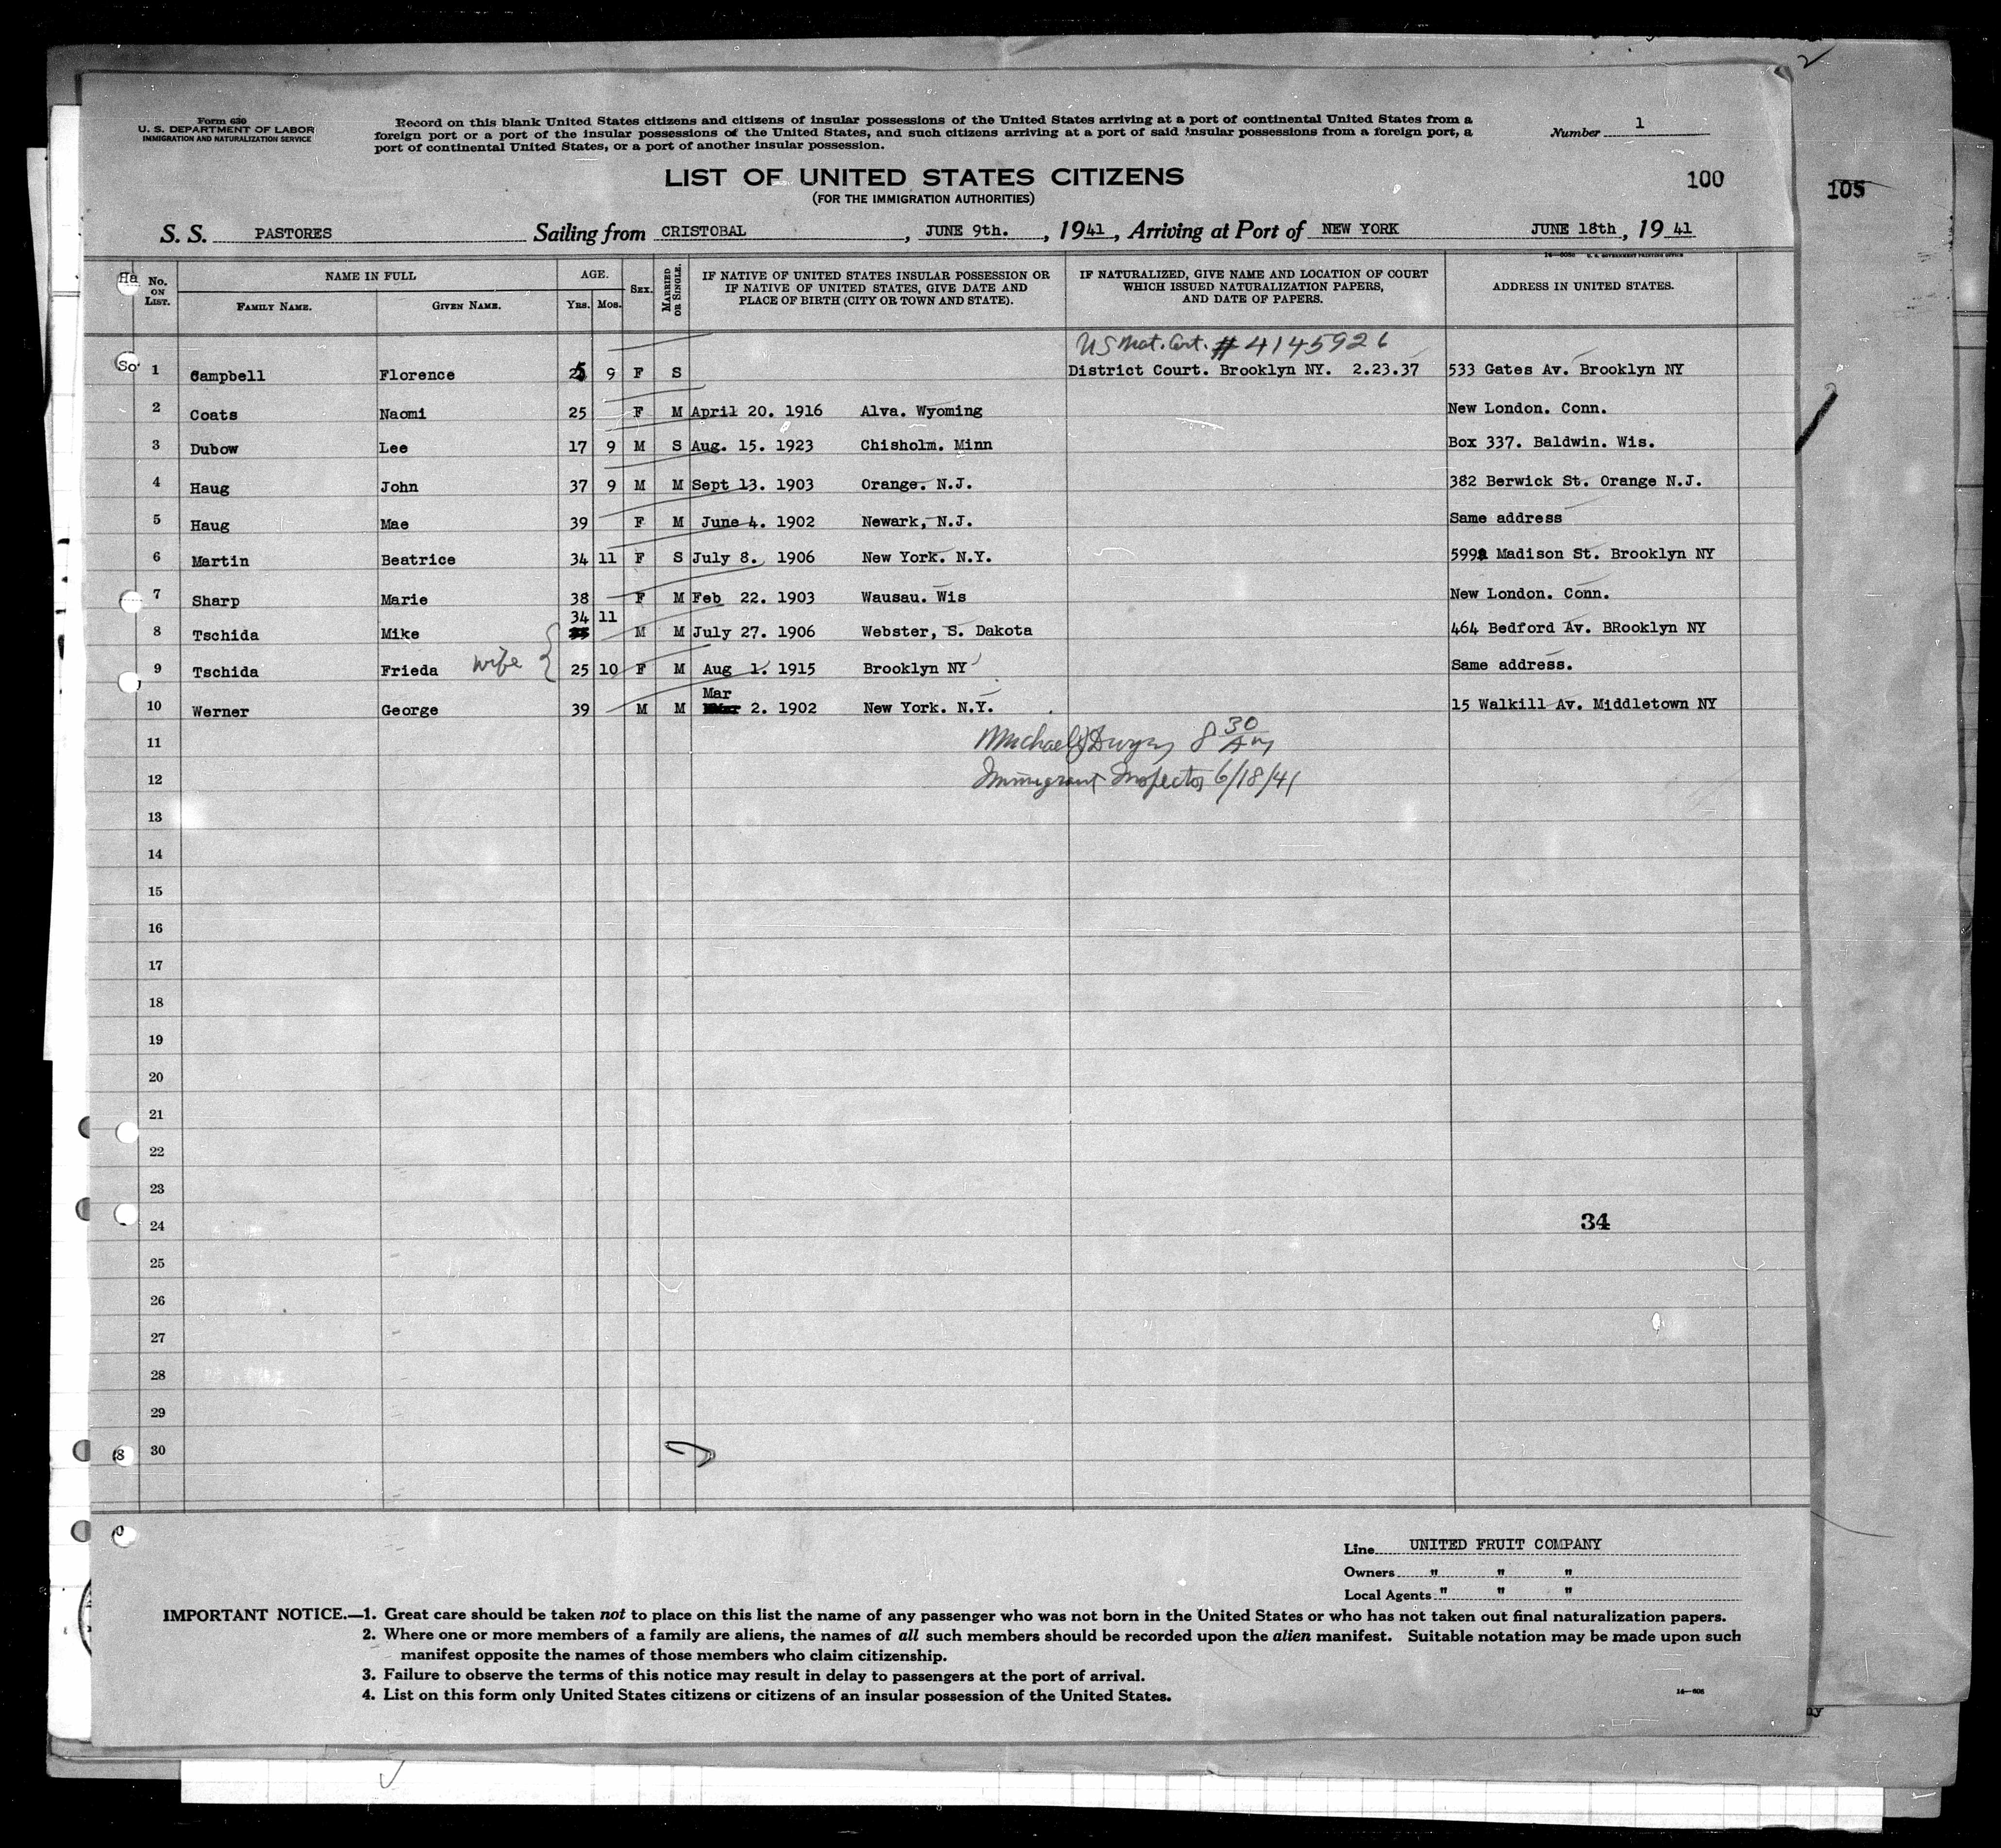 2
Form 630
U. S. DEPARTMENT OF LABOR
IMMIGRATION AND NATURALIZATION SERVICE
Record on this blank United States citizens and citizens of insular possessions of the United States arriving at a port of continental United States from a
foreign port or a port of the insular possessions of the United States, and such citizens arriving at a port of said insular possessions from a foreign port, a
port of continental United States, or a port of another insular possession.
Number 1
LIST OF UNITED STATES CITIZENS
(FOR THE IMMIGRATION AUTHORITIES)
100
105
S. S. PASTORES Sailing from CRISTOBAL, JUNE 9th., 1941, Arriving at Port of NEW YORK JUNE 18th, 1941
Ha
No. ON LIST.
NAME IN FULL
FAMILY NAME. GIVEN NAME.
AGE.
YRS. MOS.
SEX.
MARRIED OR SINGLE.
IF NATIVE OF UNITED STATES INSULAR POSSESSION OR
IF NATIVE OF UNITED STATES, GIVE DATE AND
PLACE OF BIRTH (CITY OR TOWN AND STATE).
IF NATURALIZED, GIVE NAME AND LOCATION OF COURT
WHICH ISSUED NATURALIZATION PAPERS,
AND DATE OF PAPERS.
ADDRESS IN UNITED STATES.
US Nat. Cert. # 4145926
So 1 Campbell Florence 25 9 F S District Court. Brooklyn NY. 2.23.37 533 Gates Av. Brooklyn NY
2 Coats Naomi 25 F M April 20. 1916 Alva. Wyoming New London. Conn.
3 Dubow Lee 17 9 M S Aug. 15. 1923 Chisholm. Minn Box 337. Baldwin. Wis.
4 Haug John 37 9 M M Sept 13. 1903 Orange. N.J. 382 Berwick St. Orange N.J.
5 Haug Mae 39 F M June 4. 1902 Newark, N.J. Same address
6 Martin Beatrice 34 11 F S July 8. 1906 New York. N.Y. 599a Madison St. Brooklyn NY
7 Sharp Marie 38 F M Feb 22. 1903 Wausau. Wis New London. Conn.
34 11
8 Tschida Mike M M July 27. 1906 Webster, S. Dakota 464 Bedford Av. BRooklyn NY
9 Tschida Frieda wife 25 10 F M Aug 1. 1915 Brooklyn NY Same address.
Mar
10 Werner George 39 M M 2. 1902 New York. N.Y. 15 Walkill Av. Middletown NY
11 Michael J Dwyer 8 30 Am
12 Immigrant Inspector 6/18/41
13
14
15
16
17
18
19
20
21
22
23
24 34
25
26
27
28
29
8 30
Line UNITED FRUIT COMPANY
Owners " " "
Local Agents " " "
IMPORTANT NOTICE.—1. Great care should be taken not to place on this list the name of any passenger who was not born in the United States or who has not taken out final naturalization papers.
2. Where one or more members of a family are aliens, the names of all such members should be recorded upon the alien manifest. Suitable notation may be made upon such
manifest opposite the names of those members who claim citizenship.
3. Failure to observe the terms of this notice may result in delay to passengers at the port of arrival.
4. List on this form only United States citizens or citizens of an insular possession of the United States.